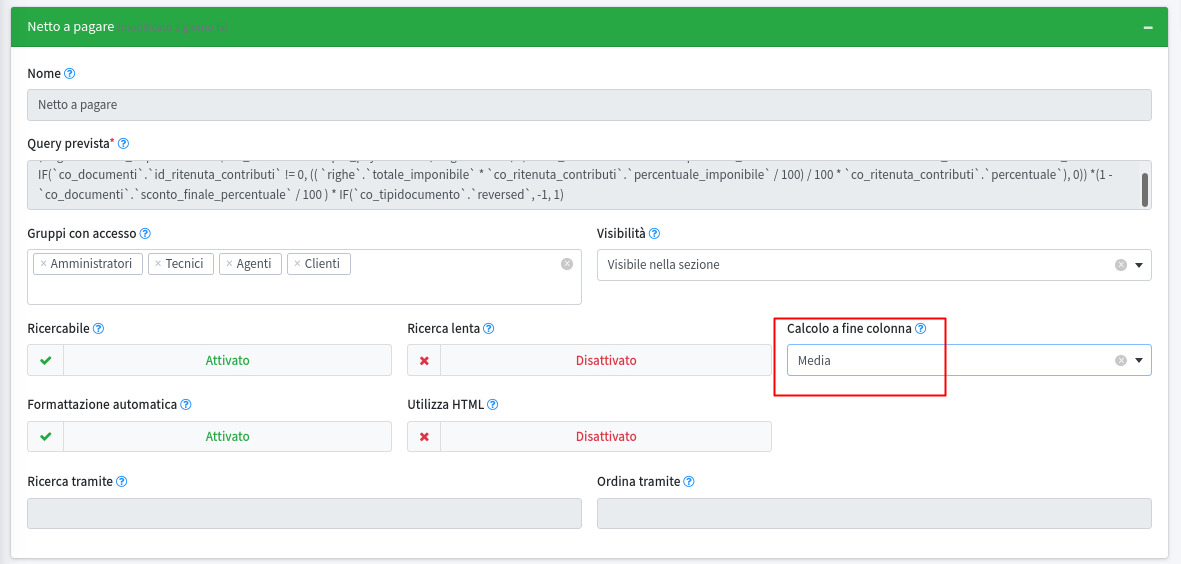 Netto a pagare
Nome
Netto a pagare
Query prevista*
IF(`co_documenti`.`id_ritenuta_contributi` != 0, (( `righe`.`totale_imponibile` * `co_ritenuta_contributi`.`percentuale_imponibile` / 100) / 100 * `co_ritenuta_contributi`.`percentuale`), 0)) *(1 -
`co_documenti`.`sconto_finale_percentuale` / 100 ) * IF(`co_tipidocumento`.`reversed`, -1, 1)
Gruppi con accesso Visibilità
× Amministratori × Tecnici × Agenti × Clienti Visibile nella sezione
Ricercabile Ricerca lenta Calcolo a fine colonna
Attivato Disattivato Media
Formattazione automatica Utilizza HTML
Attivato Disattivato
Ricerca tramite Ordina tramite